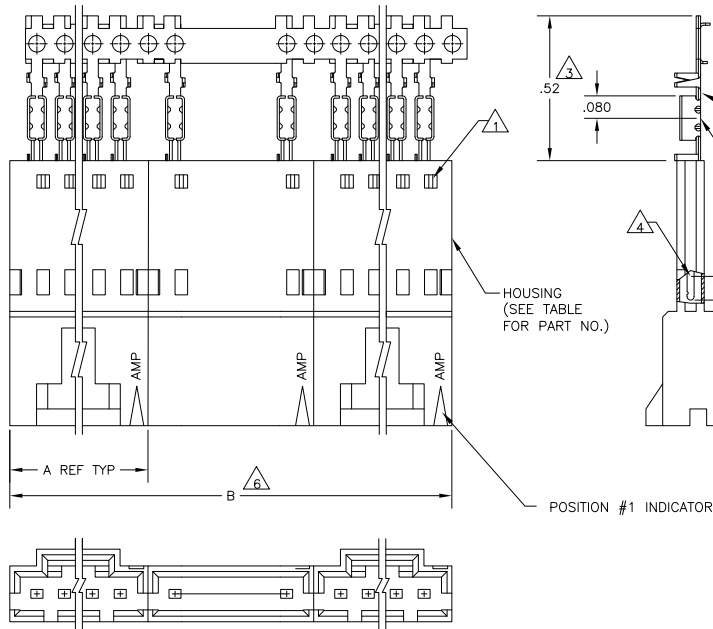 3
.52
.080
1
4
HOUSING
(SEE TABLE
FOR PART NO.)
AMP
AMP
AMP
A REF TYP
6
B
POSITION #1 INDICATOR